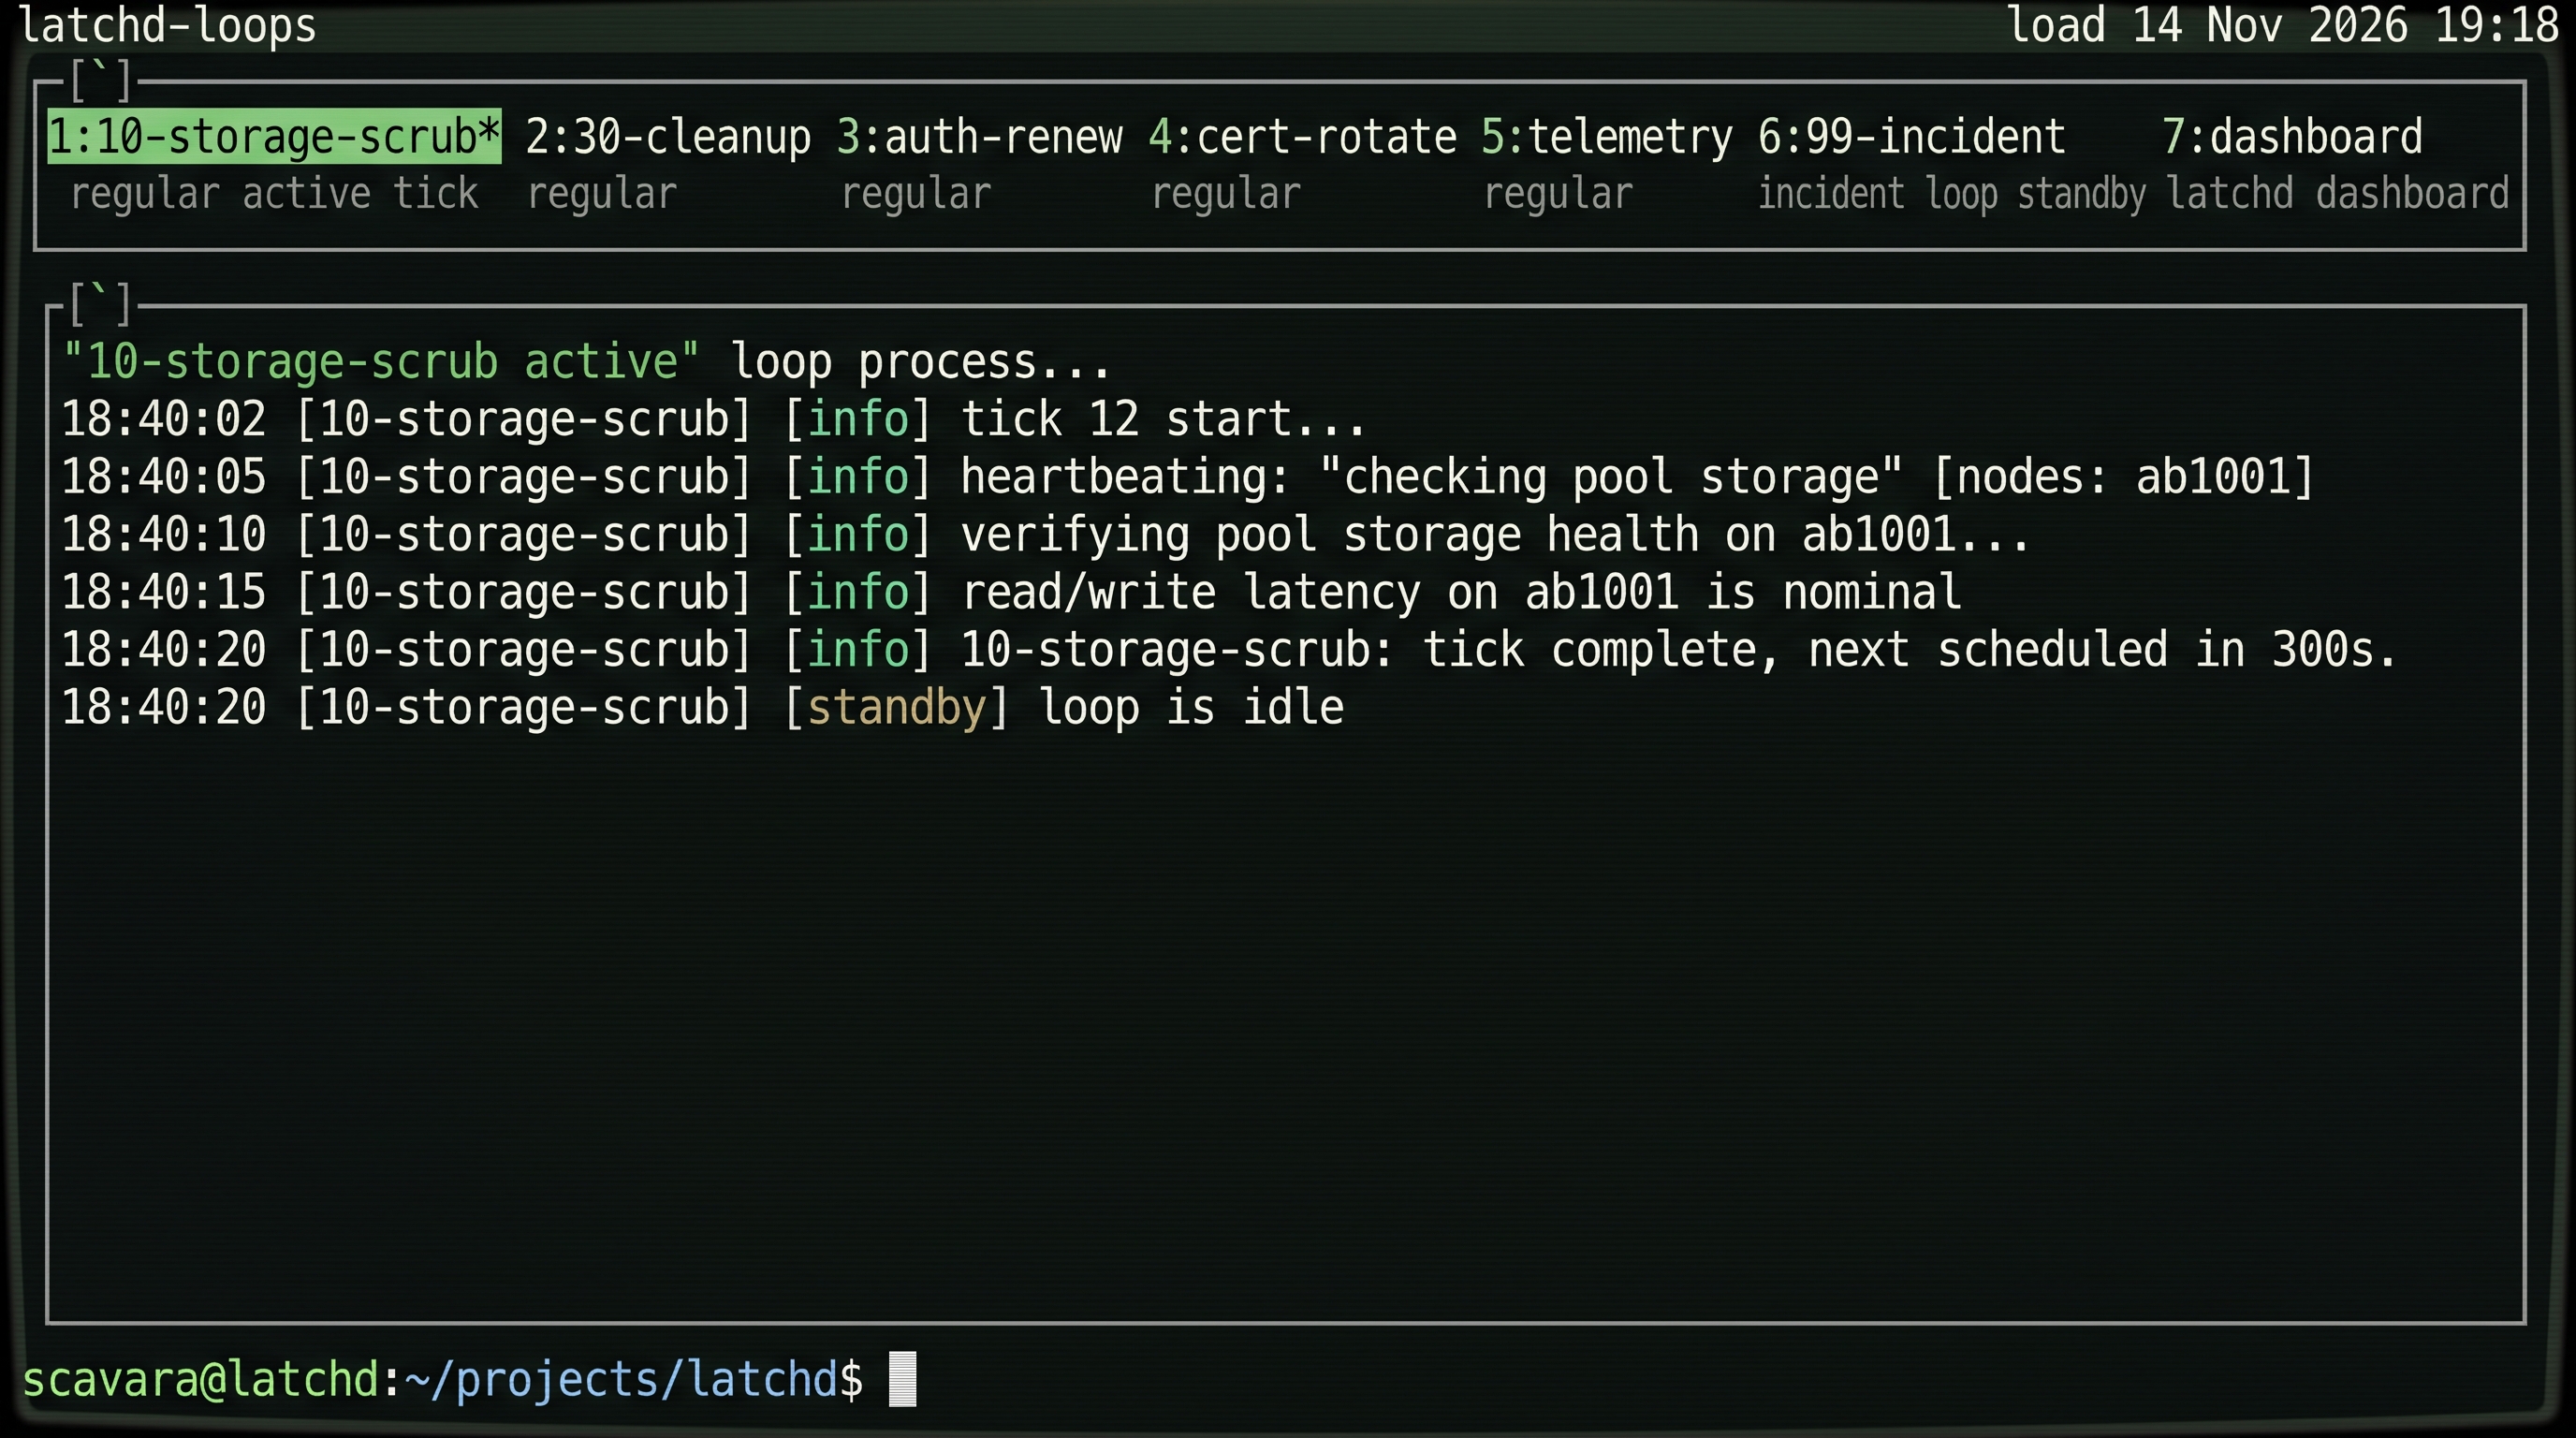 latchd-loops load 14 Nov 2026 19:18
[`]
1:10-storage-scrub* 2:30-cleanup 3:auth-renew 4:cert-rotate 5:telemetry 6:99-incident 7:dashboard
regular active tick regular regular regular regular incident loop standby latchd dashboard
[`]
"10-storage-scrub active" loop process...
18:40:02 [10-storage-scrub] [info] tick 12 start...
18:40:05 [10-storage-scrub] [info] heartbeating: "checking pool storage" [nodes: ab1001]
18:40:10 [10-storage-scrub] [info] verifying pool storage health on ab1001...
18:40:15 [10-storage-scrub] [info] read/write latency on ab1001 is nominal
18:40:20 [10-storage-scrub] [info] 10-storage-scrub: tick complete, next scheduled in 300s.
18:40:20 [10-storage-scrub] [standby] loop is idle
scavara@latchd:~/projects/latchd$